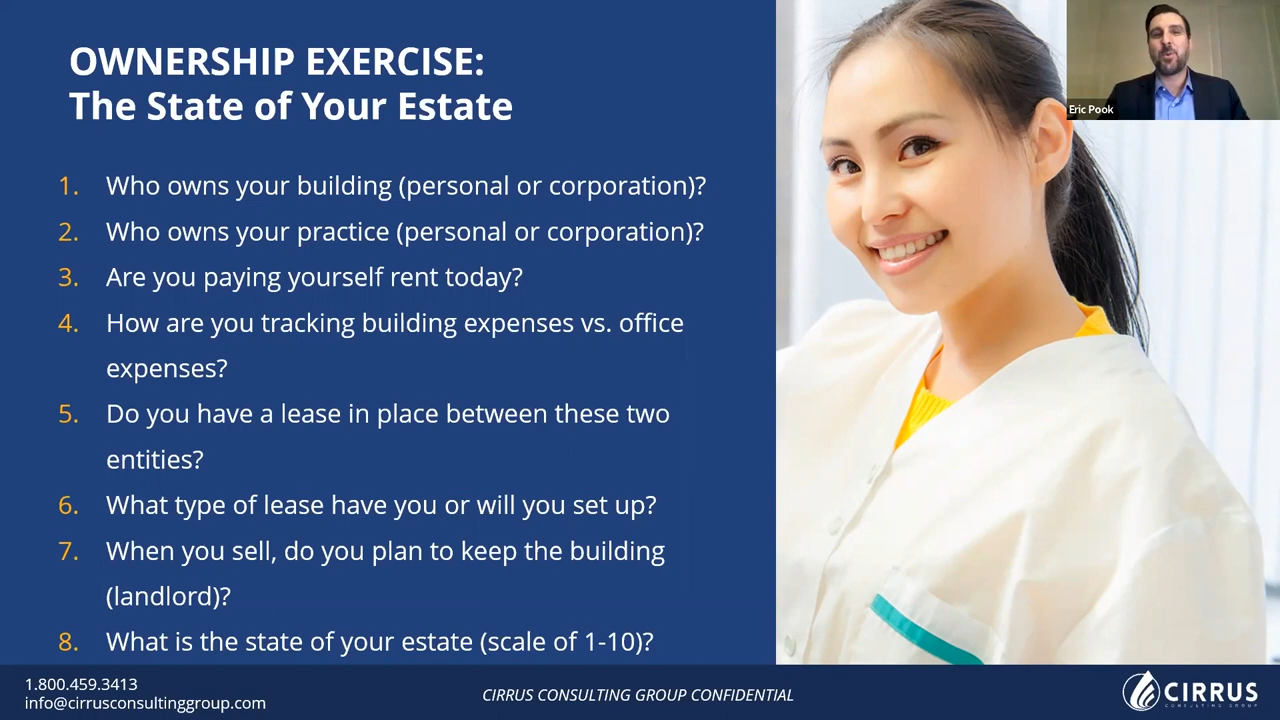 OWNERSHIP EXERCISE:
The State of Your Estate
1. Who owns your building (personal or corporation)?
2. Who owns your practice (personal or corporation)?
3. Are you paying yourself rent today?
4. How are you tracking building expenses vs. office
expenses?
5. Do you have a lease in place between these two
entities?
6. What type of lease have you or will you set up?
7. When you sell, do you plan to keep the building
(landlord)?
8. What is the state of your estate (scale of 1-10)?
Eric Pook
1.800.459.3413
info@cirrusconsultinggroup.com
CIRRUS CONSULTING GROUP CONFIDENTIAL
CIRRUS
CONSULTING GROUP